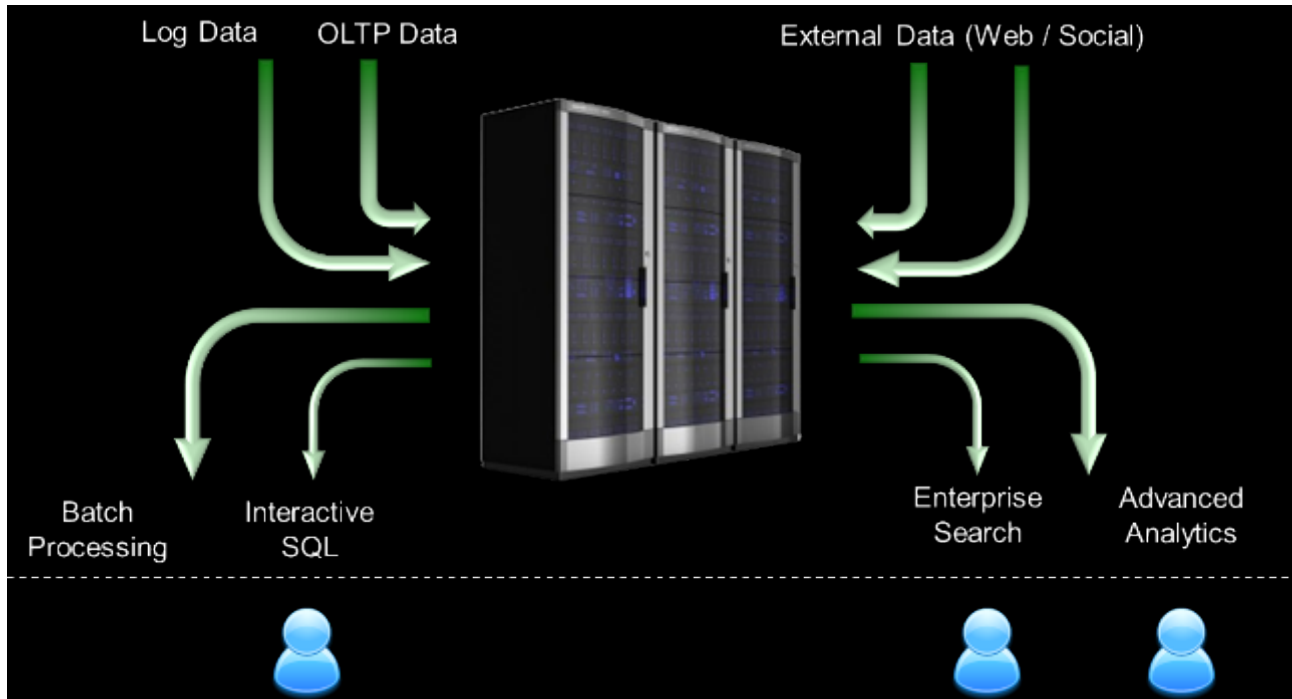 Log Data
OLTP Data
External Data (Web / Social)
Batch
Processing
Interactive
SQL
Enterprise
Search
Advanced
Analytics